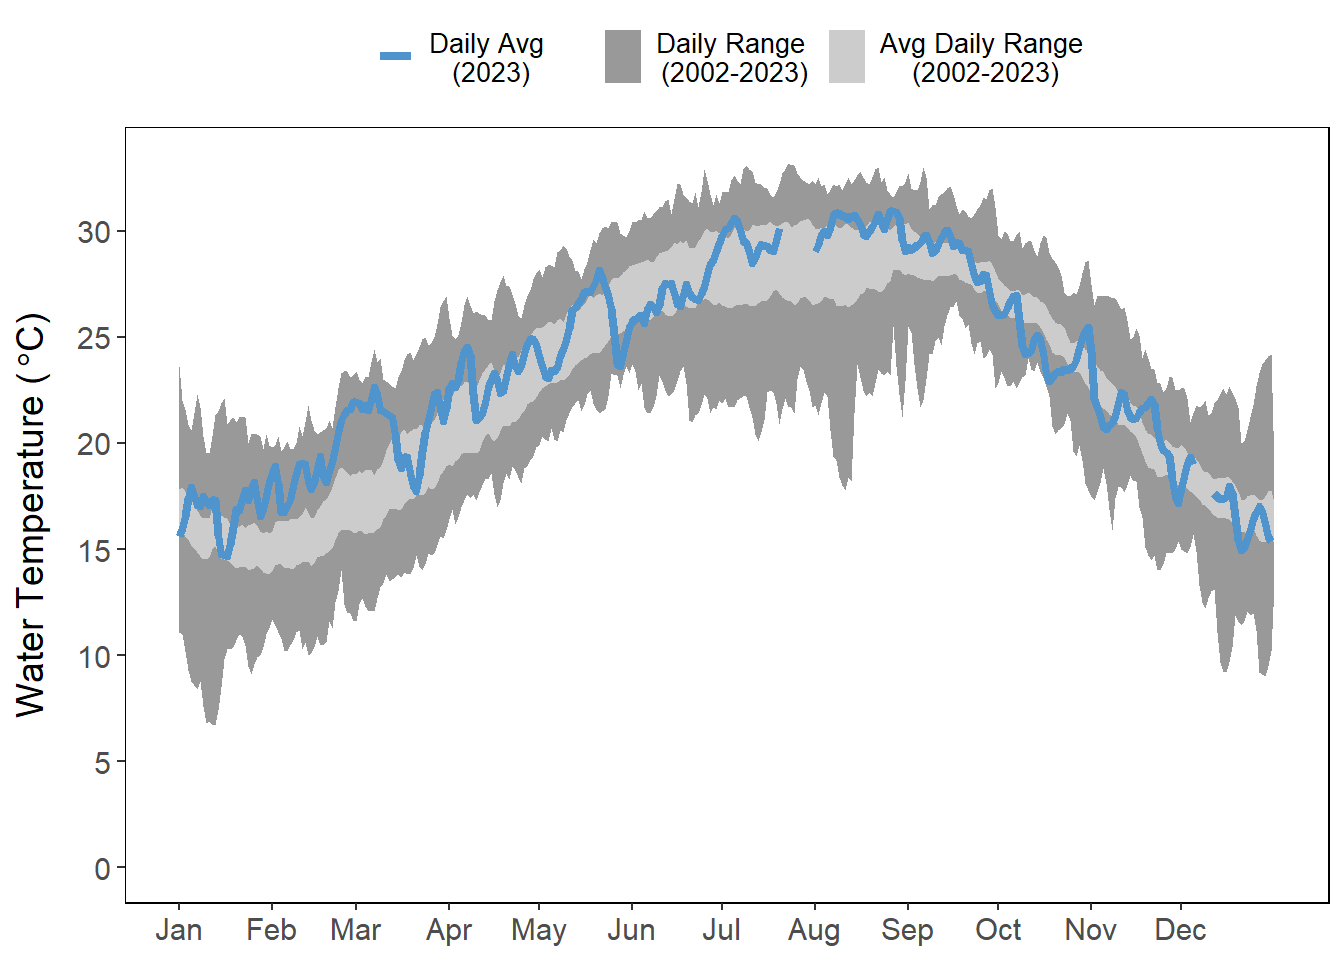 Daily Avg
(2023)
Daily Range
(2002-2023)
Avg Daily Range
(2002-2023)
Water Temperature (°C)
30
25
20
15
10
5
0
Jan Feb Mar Apr May Jun Jul Aug Sep Oct Nov Dec